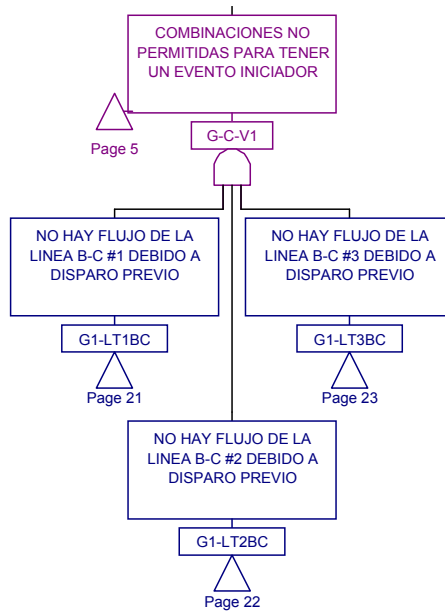 COMBINACIONES NO
PERMITIDAS PARA TENER
UN EVENTO INICIADOR
Page 5
G-C-V1
NO HAY FLUJO DE LA
LINEA B-C #1 DEBIDO A
DISPARO PREVIO
G1-LT1BC
Page 21
NO HAY FLUJO DE LA
LINEA B-C #3 DEBIDO A
DISPARO PREVIO
G1-LT3BC
Page 23
NO HAY FLUJO DE LA
LINEA B-C #2 DEBIDO A
DISPARO PREVIO
G1-LT2BC
Page 22